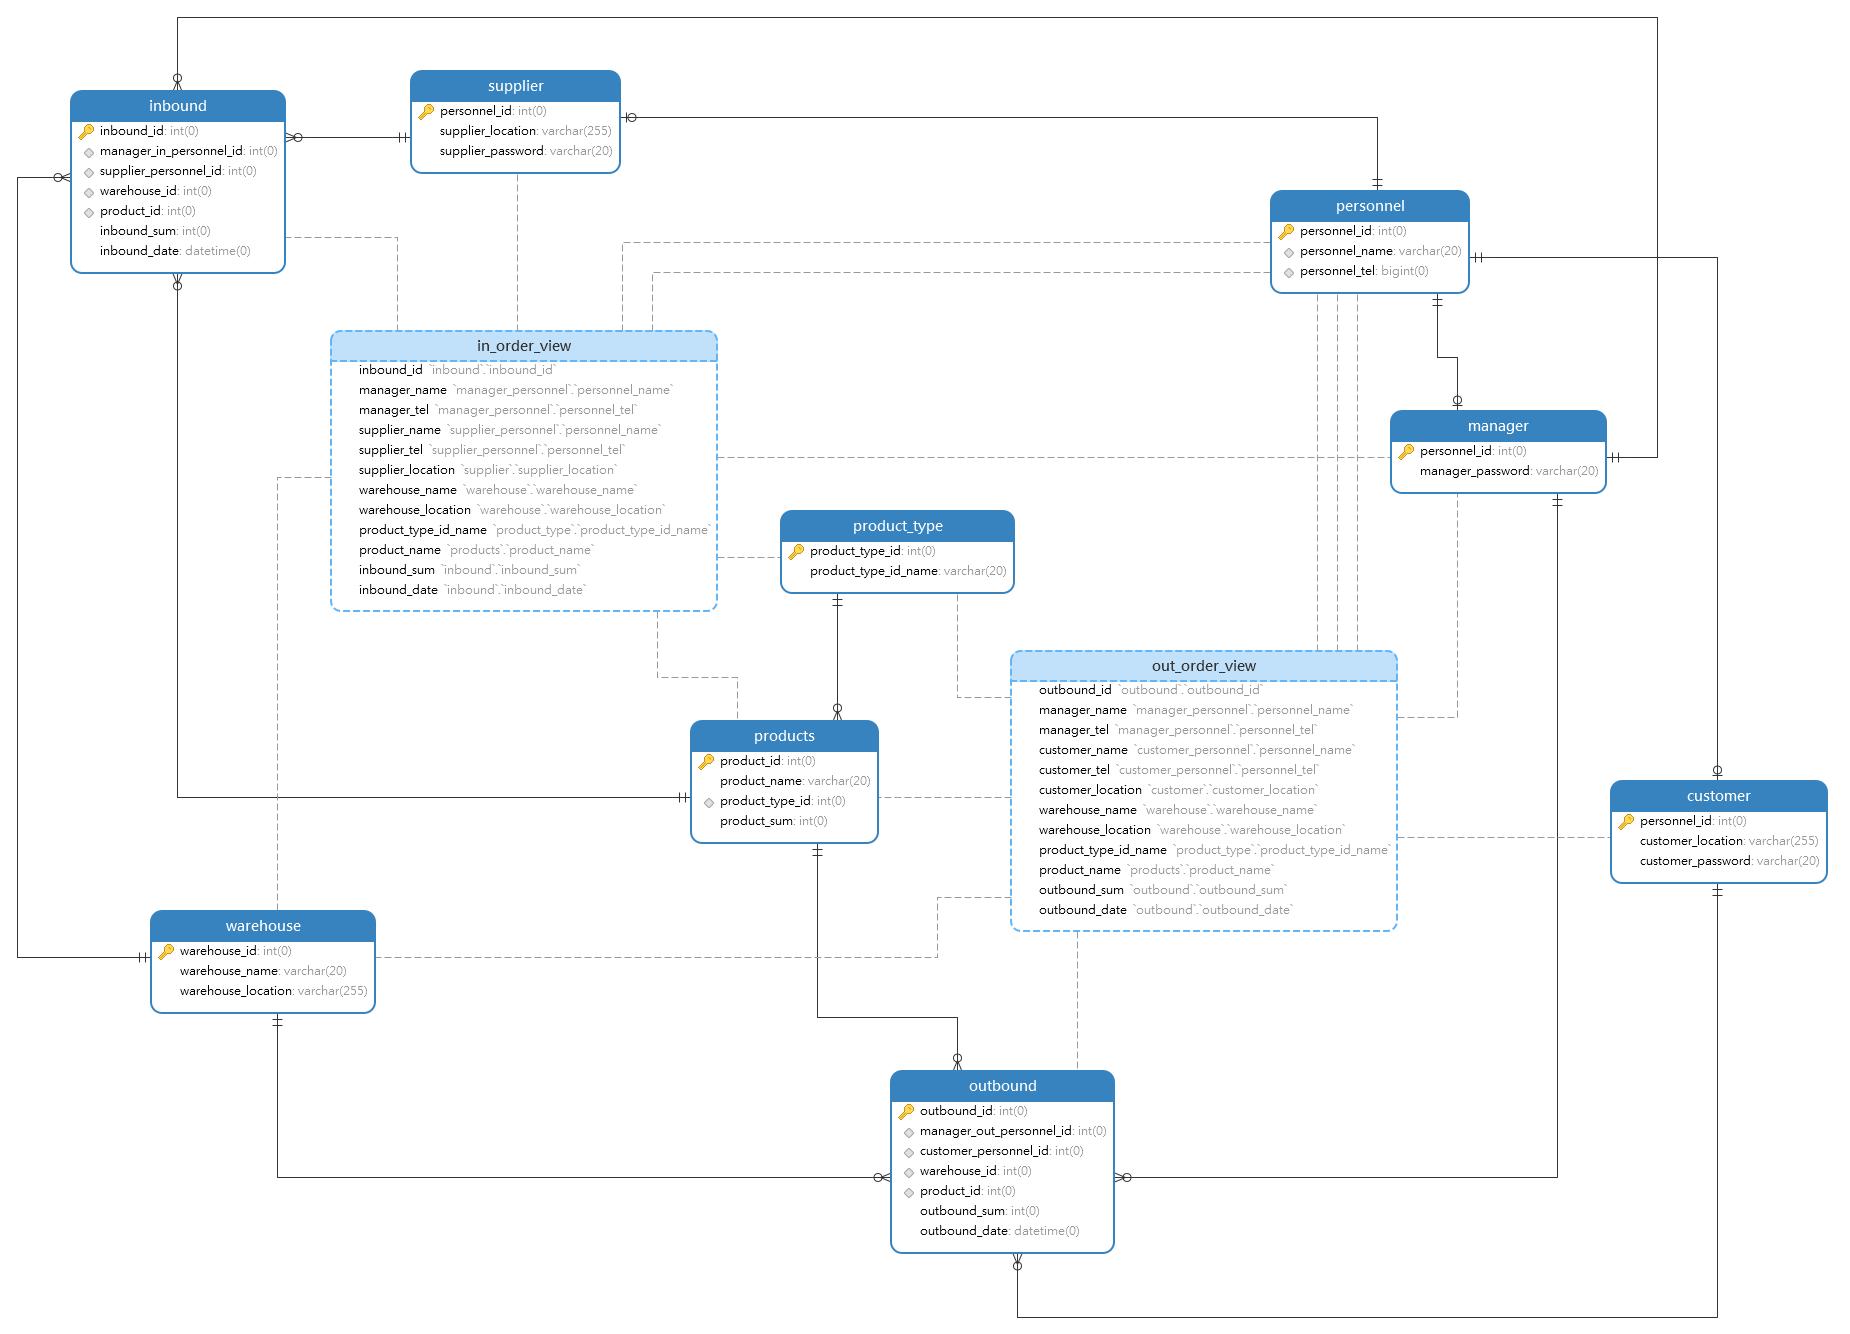 inbound
inbound_id: int(0)
manager_in_personnel_id: int(0)
supplier_personnel_id: int(0)
warehouse_id: int(0)
product_id: int(0)
inbound_sum: int(0)
inbound_date: datetime(0)
supplier
personnel_id: int(0)
supplier_location: varchar(255)
supplier_password: varchar(20)
personnel
personnel_id: int(0)
personnel_name: varchar(20)
personnel_tel: bigint(0)
in_order_view
inbound_id `inbound`.`inbound_id`
manager_name `manager_personnel`.`personnel_name`
manager_tel `manager_personnel`.`personnel_tel`
supplier_name `supplier_personnel`.`personnel_name`
supplier_tel `supplier_personnel`.`personnel_tel`
supplier_location `supplier`.`supplier_location`
warehouse_name `warehouse`.`warehouse_name`
warehouse_location `warehouse`.`warehouse_location`
product_type_id_name `product_type`.`product_type_id_name`
product_name `products`.`product_name`
inbound_sum `inbound`.`inbound_sum`
inbound_date `inbound`.`inbound_date`
manager
personnel_id: int(0)
manager_password: varchar(20)
product_type
product_type_id: int(0)
product_type_id_name: varchar(20)
out_order_view
outbound_id `outbound`.`outbound_id`
manager_name `manager_personnel`.`personnel_name`
manager_tel `manager_personnel`.`personnel_tel`
customer_name `customer_personnel`.`personnel_name`
customer_tel `customer_personnel`.`personnel_tel`
customer_location `customer`.`customer_location`
warehouse_name `warehouse`.`warehouse_name`
warehouse_location `warehouse`.`warehouse_location`
product_type_id_name `product_type`.`product_type_id_name`
product_name `products`.`product_name`
outbound_sum `outbound`.`outbound_sum`
outbound_date `outbound`.`outbound_date`
products
product_id: int(0)
product_name: varchar(20)
product_type_id: int(0)
product_sum: int(0)
customer
personnel_id: int(0)
customer_location: varchar(255)
customer_password: varchar(20)
warehouse
warehouse_id: int(0)
warehouse_name: varchar(20)
warehouse_location: varchar(255)
outbound
outbound_id: int(0)
manager_out_personnel_id: int(0)
customer_personnel_id: int(0)
warehouse_id: int(0)
product_id: int(0)
outbound_sum: int(0)
outbound_date: datetime(0)